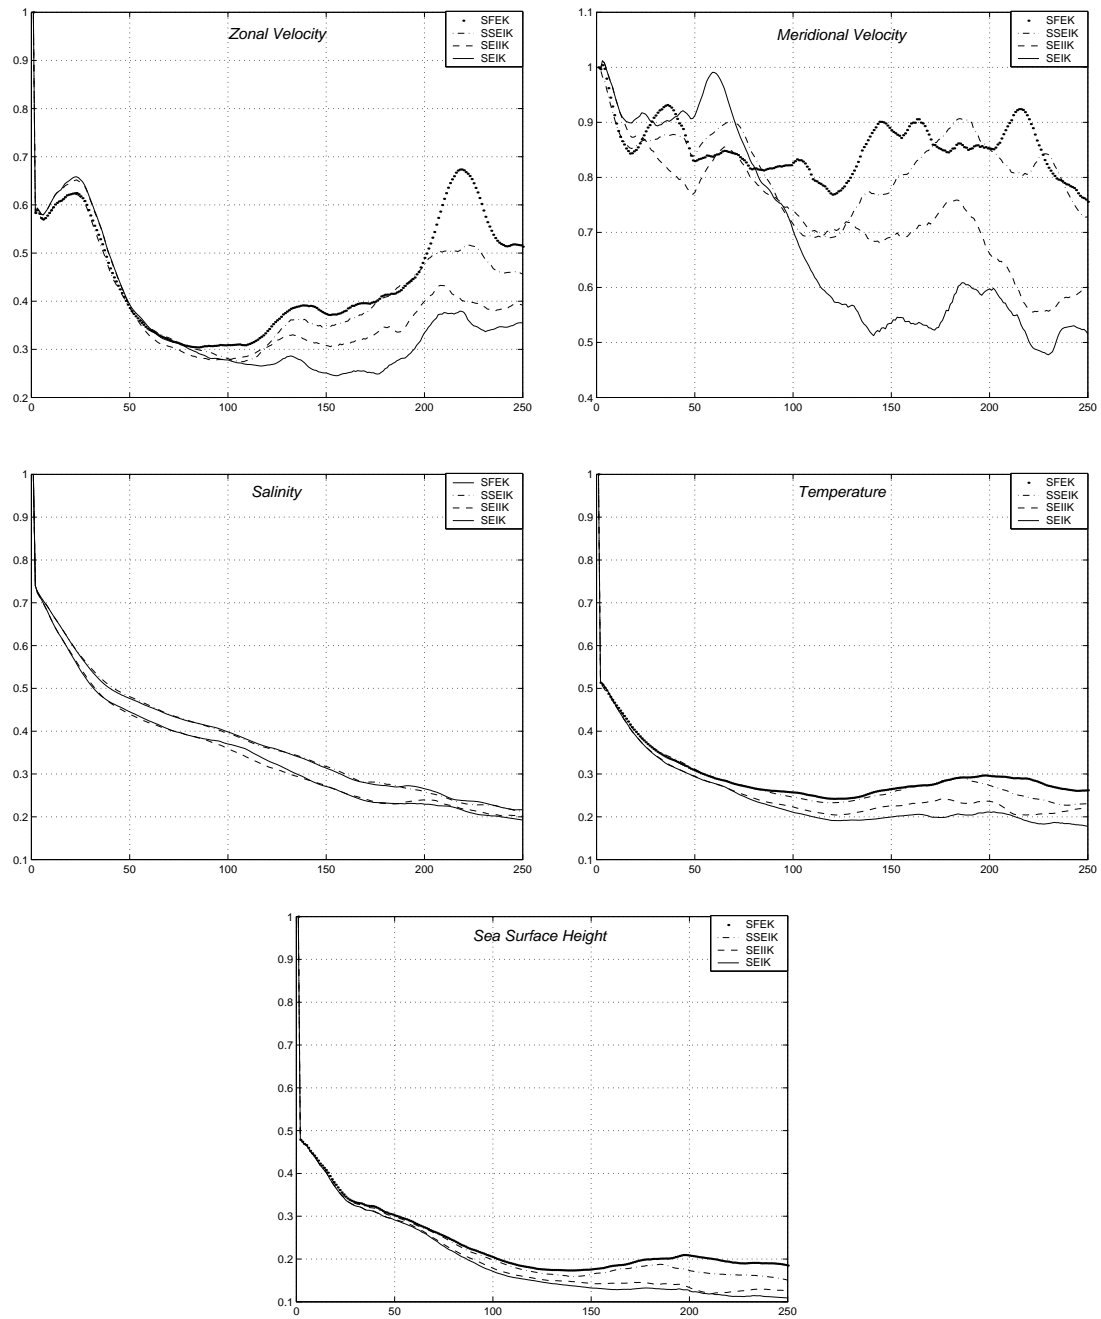 Zonal Velocity
SFEK
SSEIK
SEIIK
SEIK
1
0.9
0.8
0.7
0.6
0.5
0.4
0.3
0.2
0 50 100 150 200 250
Meridional Velocity
SFEK
SSEIK
SEIIK
SEIK
1.1
1
0.9
0.8
0.7
0.6
0.5
0.4
0 50 100 150 200 250
Salinity
SFEK
SSEIK
SEIIK
SEIK
1
0.9
0.8
0.7
0.6
0.5
0.4
0.3
0.2
0.1
0 50 100 150 200 250
Temperature
SFEK
SSEIK
SEIIK
SEIK
1
0.9
0.8
0.7
0.6
0.5
0.4
0.3
0.2
0.1
0 50 100 150 200 250
Sea Surface Height
SFEK
SSEIK
SEIIK
SEIK
1
0.9
0.8
0.7
0.6
0.5
0.4
0.3
0.2
0.1
0 50 100 150 200 250